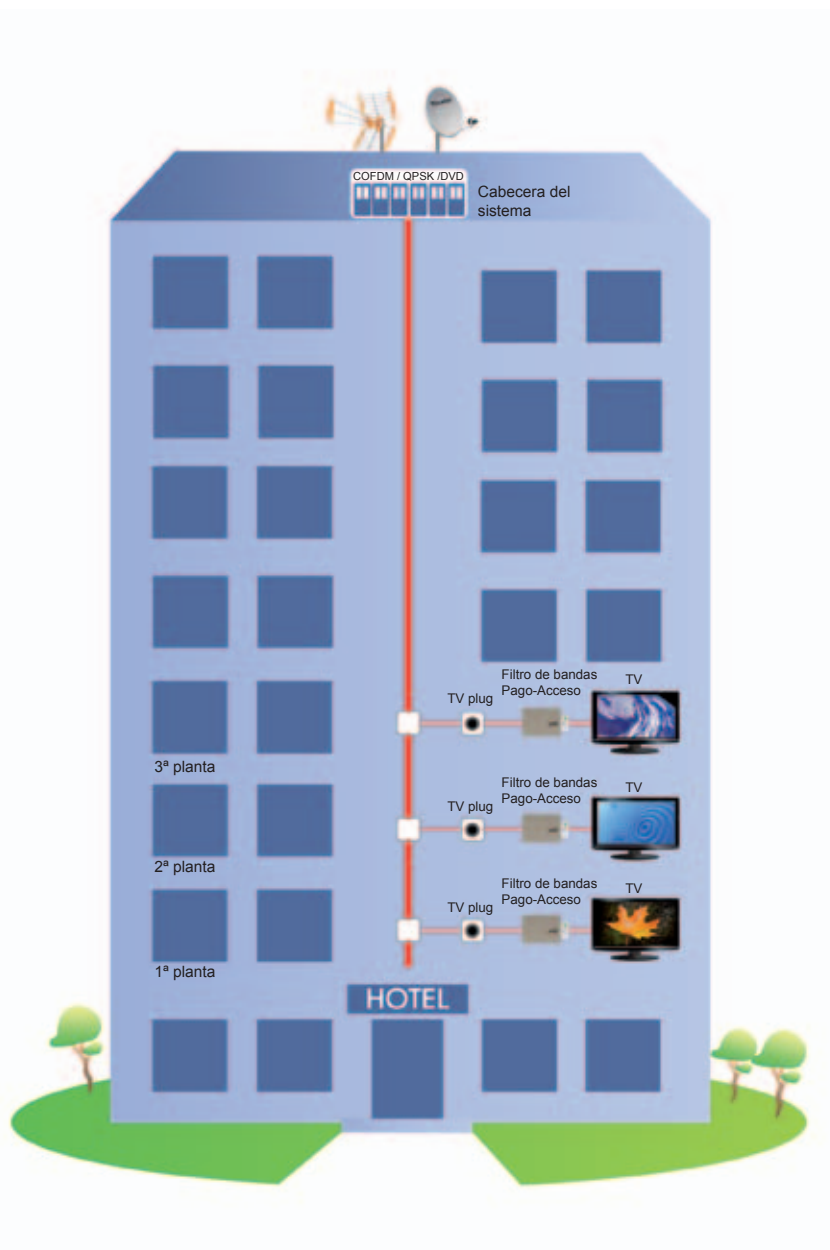 COFDM / QPSK /DVD
Cabecera del
sistema
Filtro de bandas
Pago-Acceso
TV
TV plug
3ª planta
Filtro de bandas
Pago-Acceso
TV
TV plug
2ª planta
Filtro de bandas
Pago-Acceso
TV
TV plug
1ª planta
HOTEL